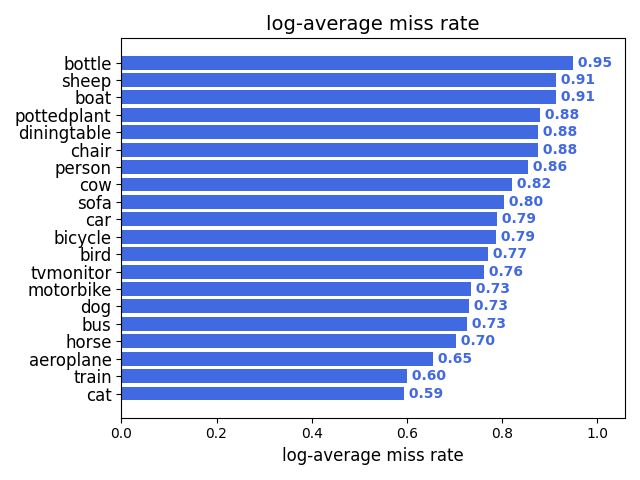 log-average miss rate
bottle 0.95
sheep 0.91
boat 0.91
pottedplant 0.88
diningtable 0.88
chair 0.88
person 0.86
cow 0.82
sofa 0.80
car 0.79
bicycle 0.79
bird 0.77
tvmonitor 0.76
motorbike 0.73
dog 0.73
bus 0.73
horse 0.70
aeroplane 0.65
train 0.60
cat 0.59
0.0 0.2 0.4 0.6 0.8 1.0
log-average miss rate